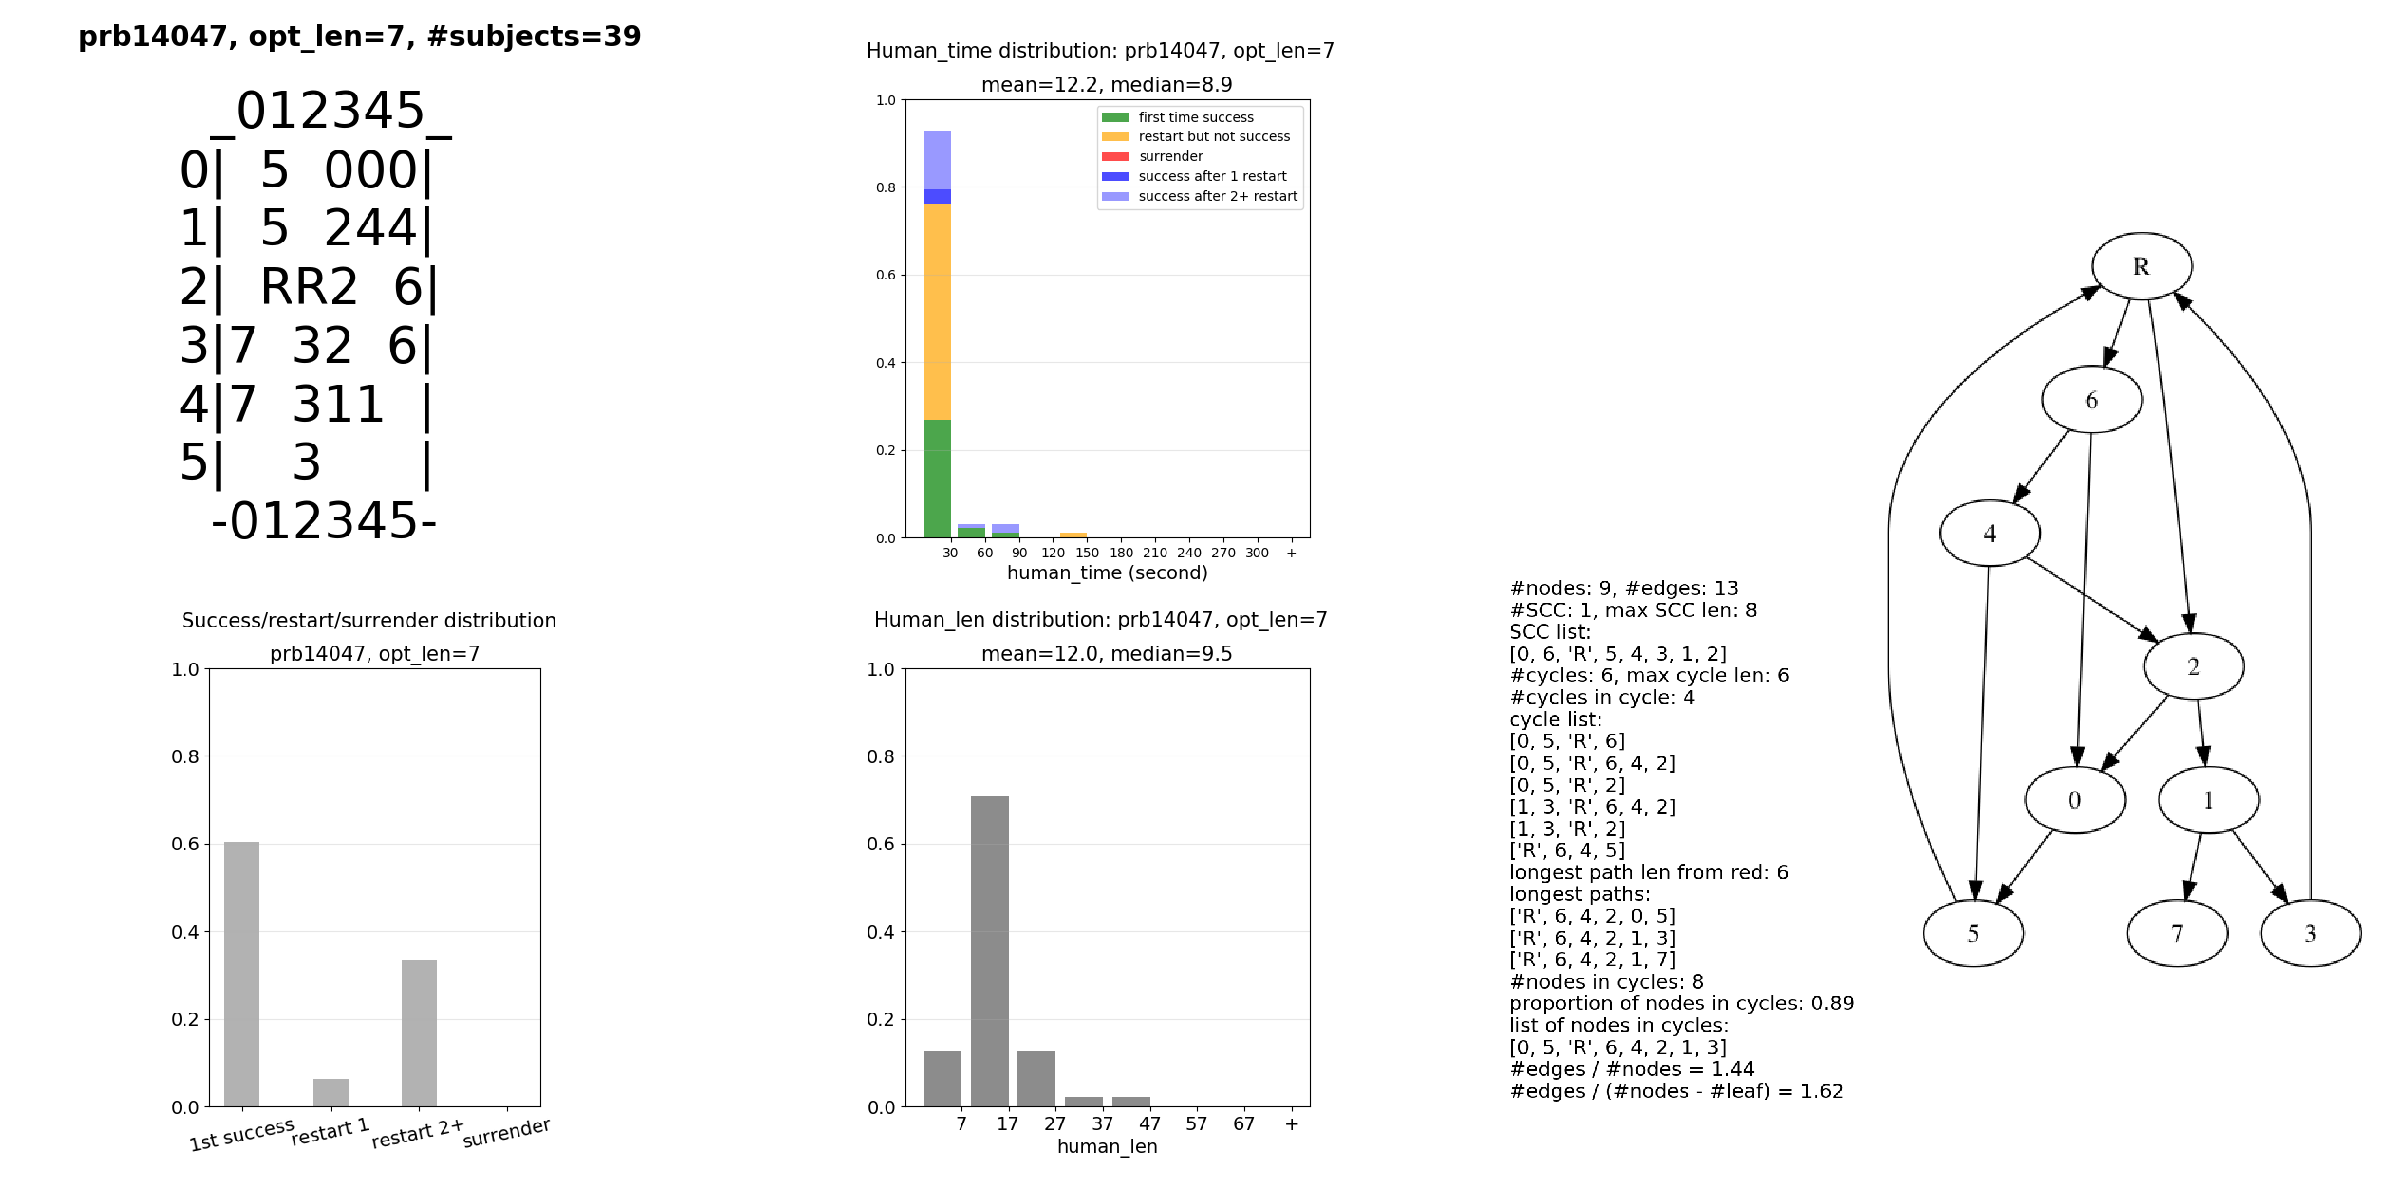 prb14047, opt_len=7, #subjects=39
_012345_
0| 5  000|
1| 5  244|
2| RR2  6|
3|7  32  6|
4|7  311  |
5|   3    |
-012345-
Human_time distribution: prb14047, opt_len=7
mean=12.2, median=8.9
1.0
0.8
0.6
0.4
0.2
0.0
first time success
restart but not success
surrender
success after 1 restart
success after 2+ restart
30 60 90 120 150 180 210 240 270 300 +
human_time (second)
Success/restart/surrender distribution
prb14047, opt_len=7
1.0
0.8
0.6
0.4
0.2
0.0
1st success restart 1 restart 2+ surrender
Human_len distribution: prb14047, opt_len=7
mean=12.0, median=9.5
1.0
0.8
0.6
0.4
0.2
0.0
7 17 27 37 47 57 67 +
human_len
#nodes: 9, #edges: 13
#SCC: 1, max SCC len: 8
SCC list:
[0, 6, 'R', 5, 4, 3, 1, 2]
#cycles: 6, max cycle len: 6
#cycles in cycle: 4
cycle list:
[0, 5, 'R', 6]
[0, 5, 'R', 6, 4, 2]
[0, 5, 'R', 2]
[1, 3, 'R', 6, 4, 2]
[1, 3, 'R', 2]
['R', 6, 4, 5]
longest path len from red: 6
longest paths:
['R', 6, 4, 2, 0, 5]
['R', 6, 4, 2, 1, 3]
['R', 6, 4, 2, 1, 7]
#nodes in cycles: 8
proportion of nodes in cycles: 0.89
list of nodes in cycles:
[0, 5, 'R', 6, 4, 2, 1, 3]
#edges / #nodes = 1.44
#edges / (#nodes - #leaf) = 1.62
R
6
4
2
0 1
5 7 3